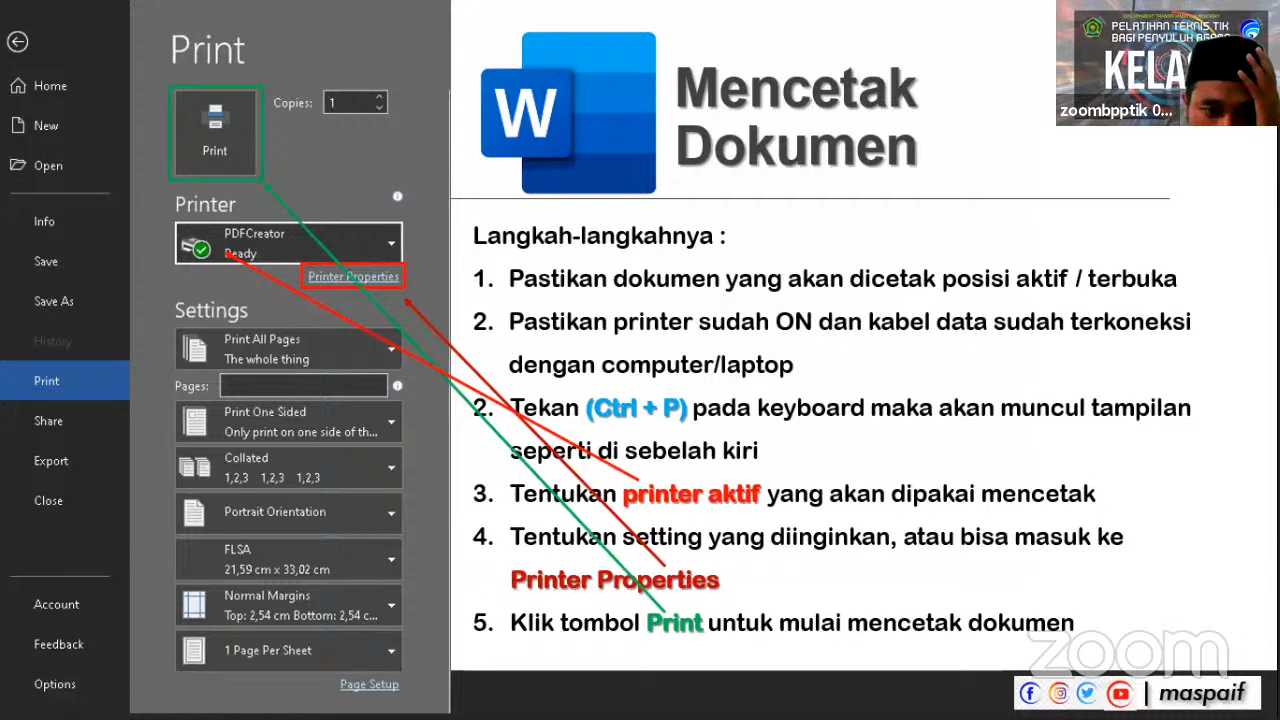 Print
Home
New
Open
Info
Save
Save As
History
Print
Share
Export
Close
Account
Feedback
Options
Print
Copies: 1
Printer
PDFCreator
Ready
Printer Properties
Settings
Print All Pages
The whole thing
Pages:
Print One Sided
Only print on one side of th...
Collated
1,2,3 1,2,3 1,2,3
Portrait Orientation
FLSA
21,59 cm x 33,02 cm
Normal Margins
Top: 2,54 cm Bottom: 2,54 c...
1 Page Per Sheet
Page Setup
W
Mencetak
Dokumen
Langkah-langkahnya :
1. Pastikan dokumen yang akan dicetak posisi aktif / terbuka
2. Pastikan printer sudah ON dan kabel data sudah terkoneksi
dengan computer/laptop
2. Tekan (Ctrl + P) pada keyboard maka akan muncul tampilan
seperti di sebelah kiri
3. Tentukan printer aktif yang akan dipakai mencetak
4. Tentukan setting yang diinginkan, atau bisa masuk ke
Printer Properties
5. Klik tombol Print untuk mulai mencetak dokumen
PELATIHAN TEKNIS TIK
BAGI PENYULUH AGAMA
KELA
zoombpptik 0...
zoom
maspaif